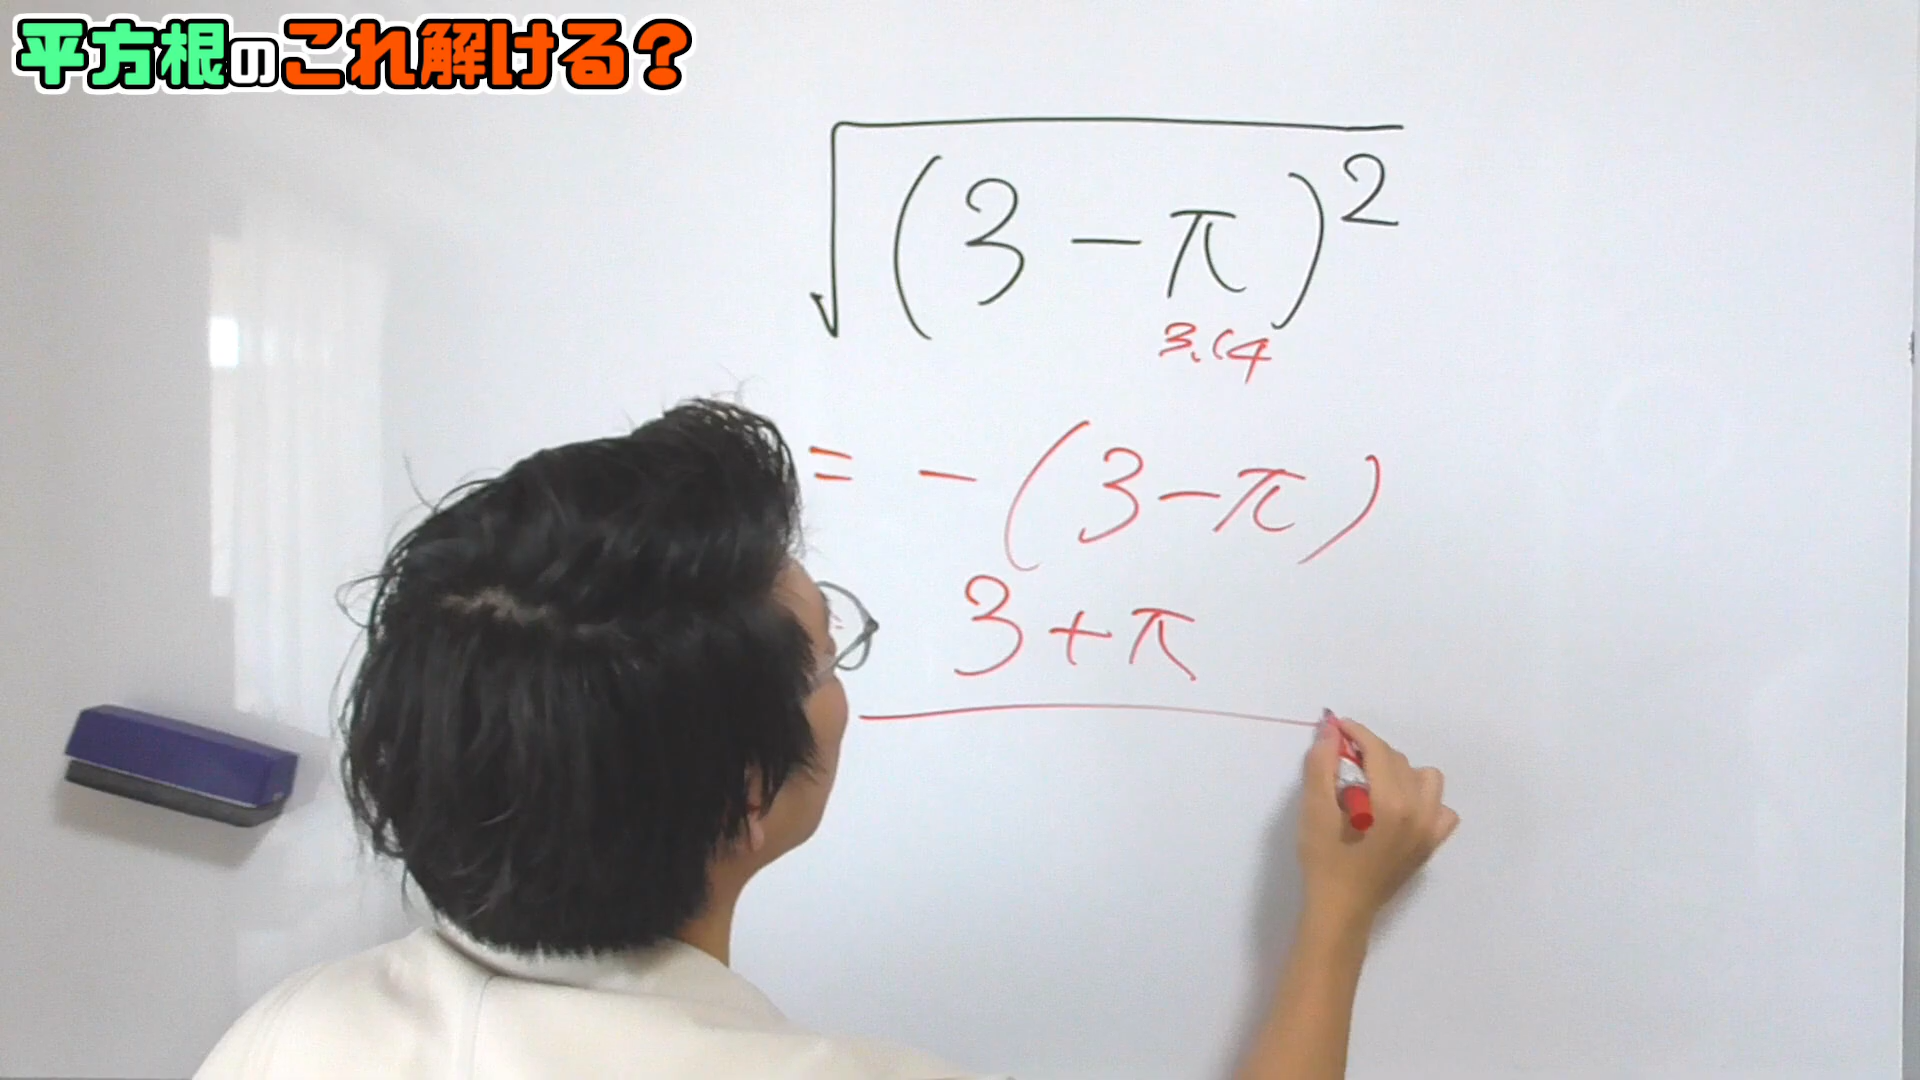 平方根のこれ解ける？
√(3-π)²
3.14
= -(3-π)
3+π